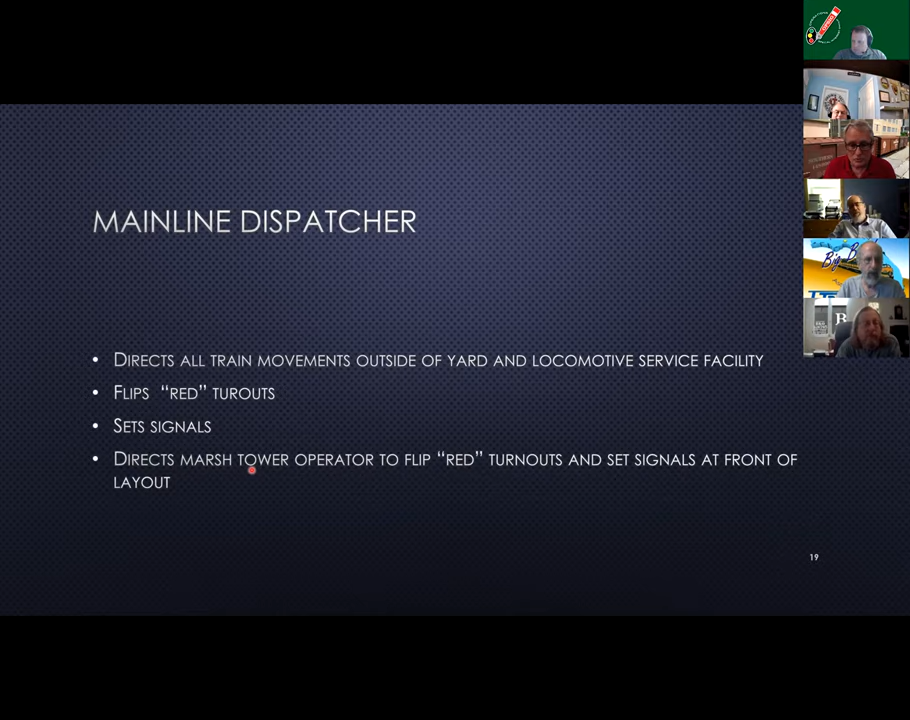 MAINLINE DISPATCHER
• DIRECTS ALL TRAIN MOVEMENTS OUTSIDE OF YARD AND LOCOMOTIVE SERVICE FACILITY
• FLIPS “RED” TUROUTS
• SETS SIGNALS
• DIRECTS MARSH TOWER OPERATOR TO FLIP “RED” TURNOUTS AND SET SIGNALS AT FRONT OF
LAYOUT
19